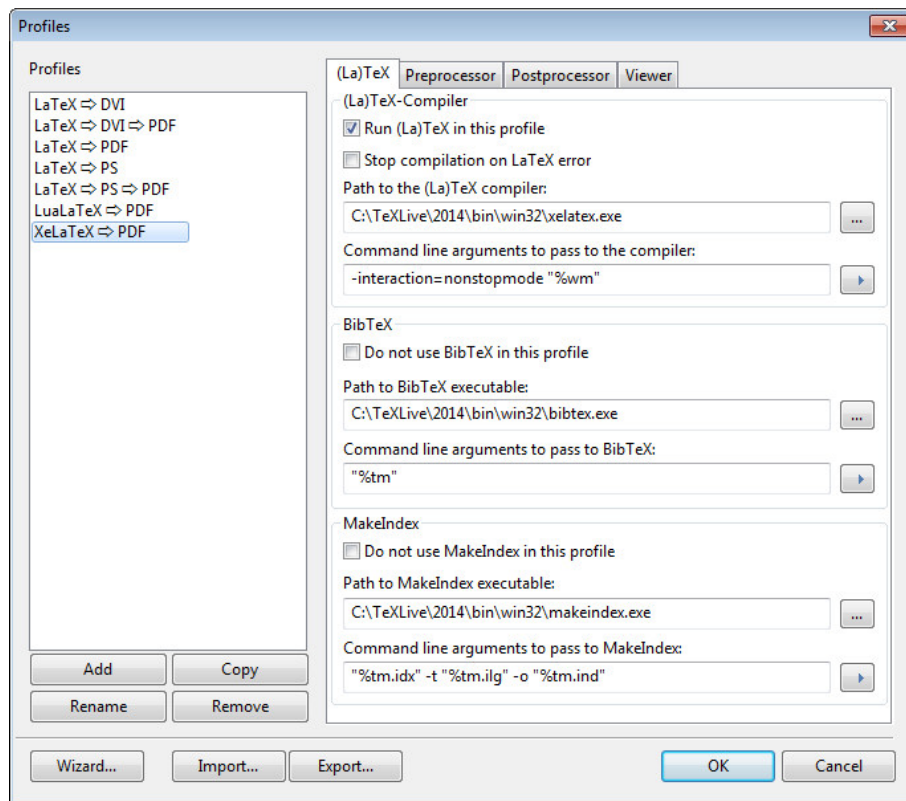 Profiles
Profiles
LaTeX ⇨ DVI
LaTeX ⇨ DVI ⇨ PDF
LaTeX ⇨ PDF
LaTeX ⇨ PS
LaTeX ⇨ PS ⇨ PDF
LuaLaTeX ⇨ PDF
XeLaTeX ⇨ PDF
Add
Copy
Rename
Remove
(La)TeX
Preprocessor
Postprocessor
Viewer
(La)TeX-Compiler
Run (La)TeX in this profile
Stop compilation on LaTeX error
Path to the (La)TeX compiler:
C:\TeXLive\2014\bin\win32\xelatex.exe
...
Command line arguments to pass to the compiler:
-interaction=nonstopmode "%wm"
BibTeX
Do not use BibTeX in this profile
Path to BibTeX executable:
C:\TeXLive\2014\bin\win32\bibtex.exe
...
Command line arguments to pass to BibTeX:
"%tm"
MakeIndex
Do not use MakeIndex in this profile
Path to MakeIndex executable:
C:\TeXLive\2014\bin\win32\makeindex.exe
...
Command line arguments to pass to MakeIndex:
"%tm.idx" -t "%tm.ilg" -o "%tm.ind"
Wizard...
Import...
Export...
OK
Cancel